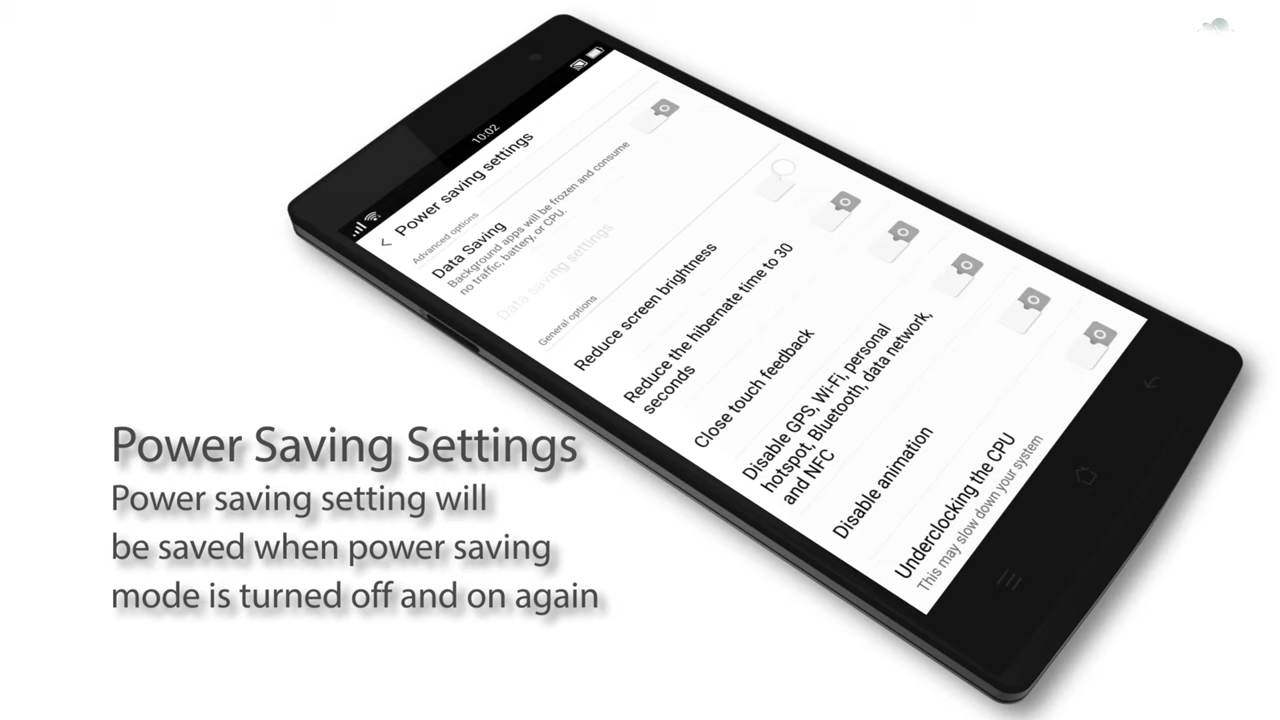 10:02
Power saving settings
Advanced options
Data Saving
Background apps will be frozen and consume
no traffic, battery, or CPU.
Data saving settings
General options
Reduce screen brightness
Reduce the hibernate time to 30
seconds
Close touch feedback
Disable GPS, Wi-Fi, personal
hotspot, Bluetooth, data network,
and NFC
Disable animation
Underclocking the CPU
This may slow down your system
Power Saving Settings
Power saving setting will
be saved when power saving
mode is turned off and on again